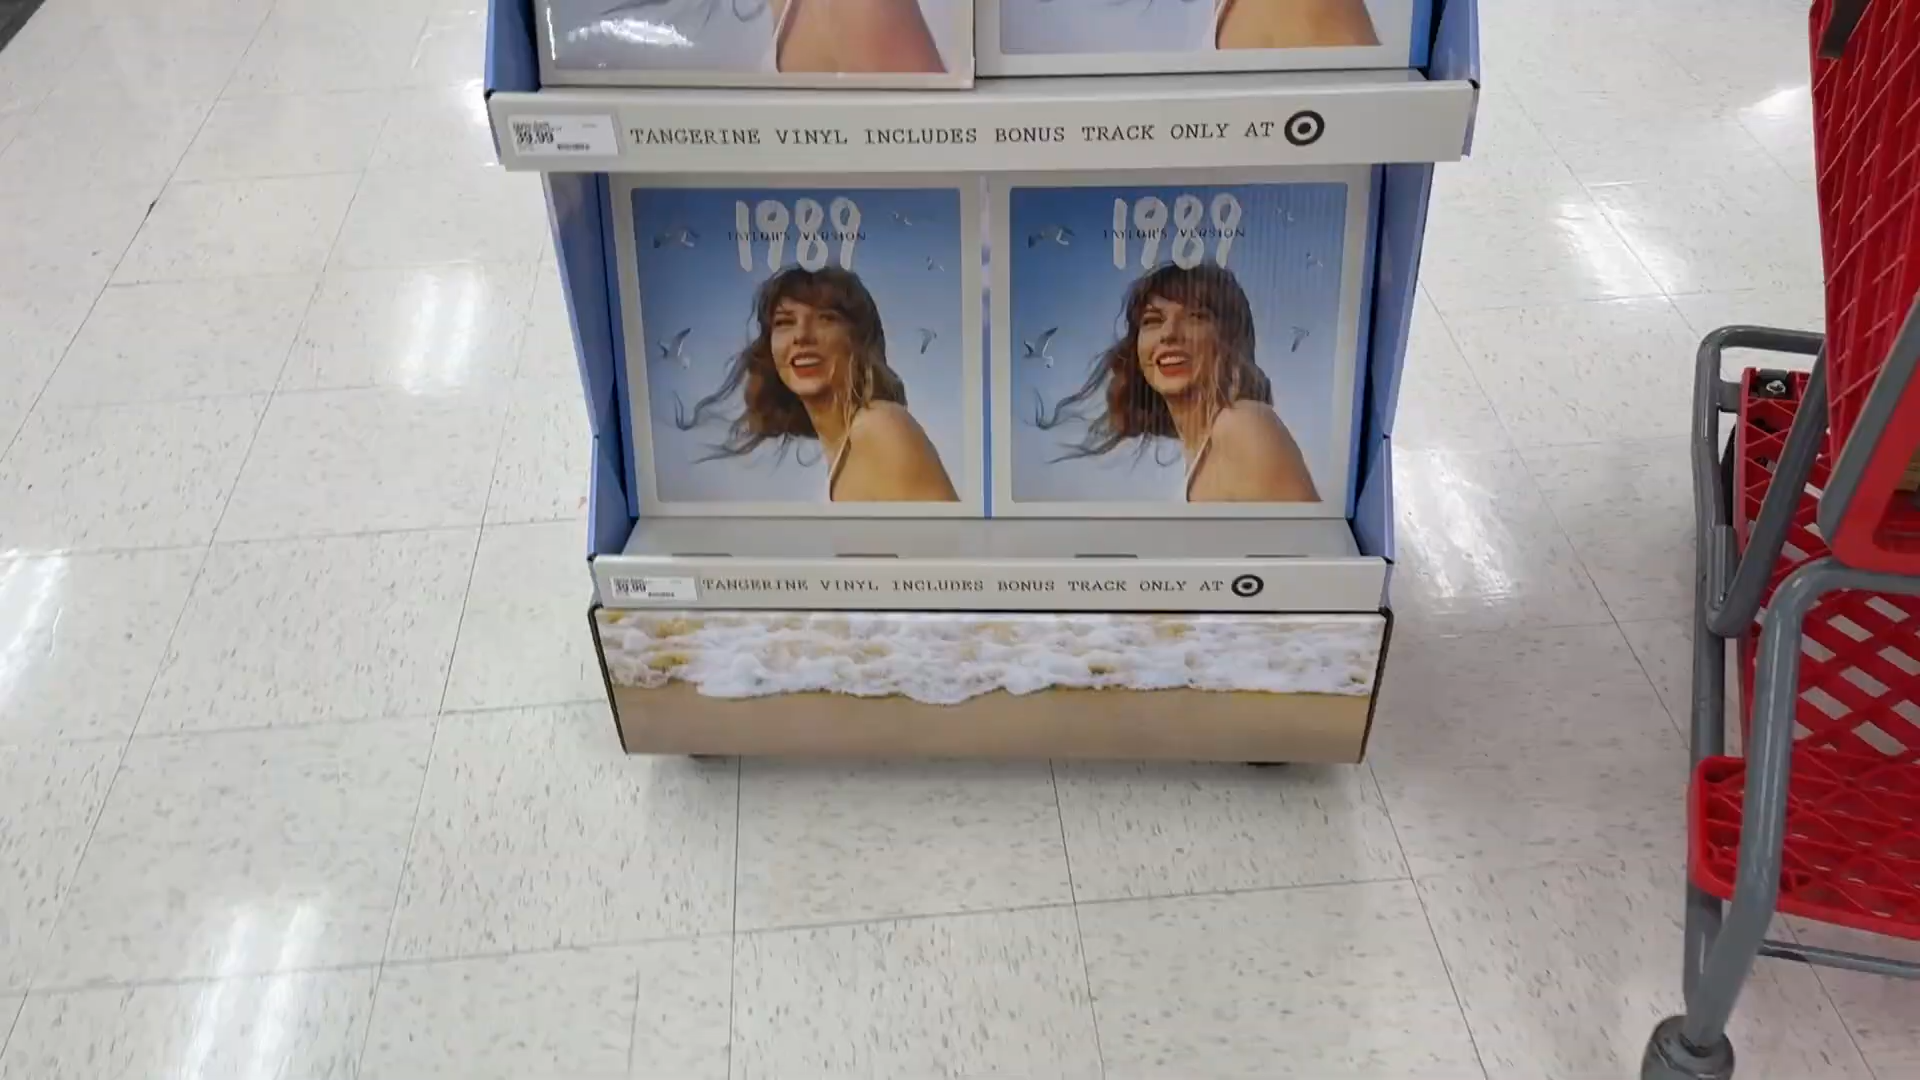 39.99
TANGERINE VINYL INCLUDES BONUS TRACK ONLY AT
1989
TAYLOR'S VERSION
1989
TAYLOR'S VERSION
39.99
TANGERINE VINYL INCLUDES BONUS TRACK ONLY AT